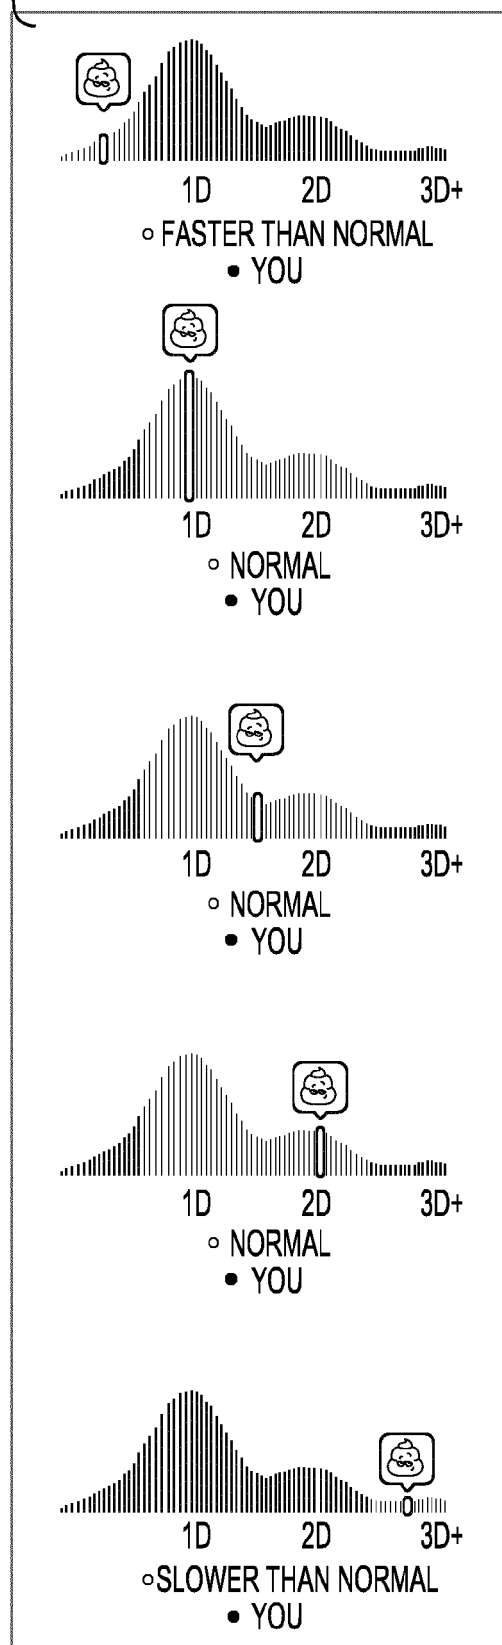 1D 2D 3D+
○ FASTER THAN NORMAL
● YOU
1D 2D 3D+
○ NORMAL
● YOU
1D 2D 3D+
○ NORMAL
● YOU
1D 2D 3D+
○ NORMAL
● YOU
1D 2D 3D+
○SLOWER THAN NORMAL
● YOU